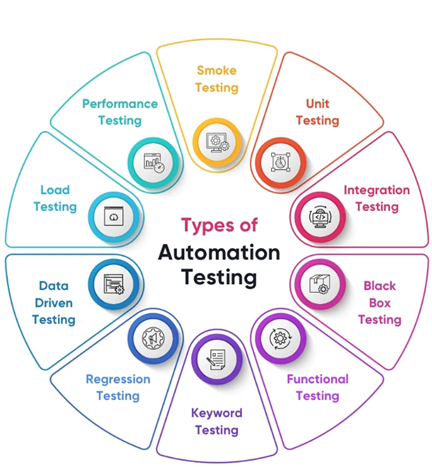 Smoke
Testing
Unit
Testing
Integration
Testing
Black
Box
Testing
Functional
Testing
Keyword
Testing
Regression
Testing
Data
Driven
Testing
Load
Testing
Performance
Testing
Types of
Automation
Testing